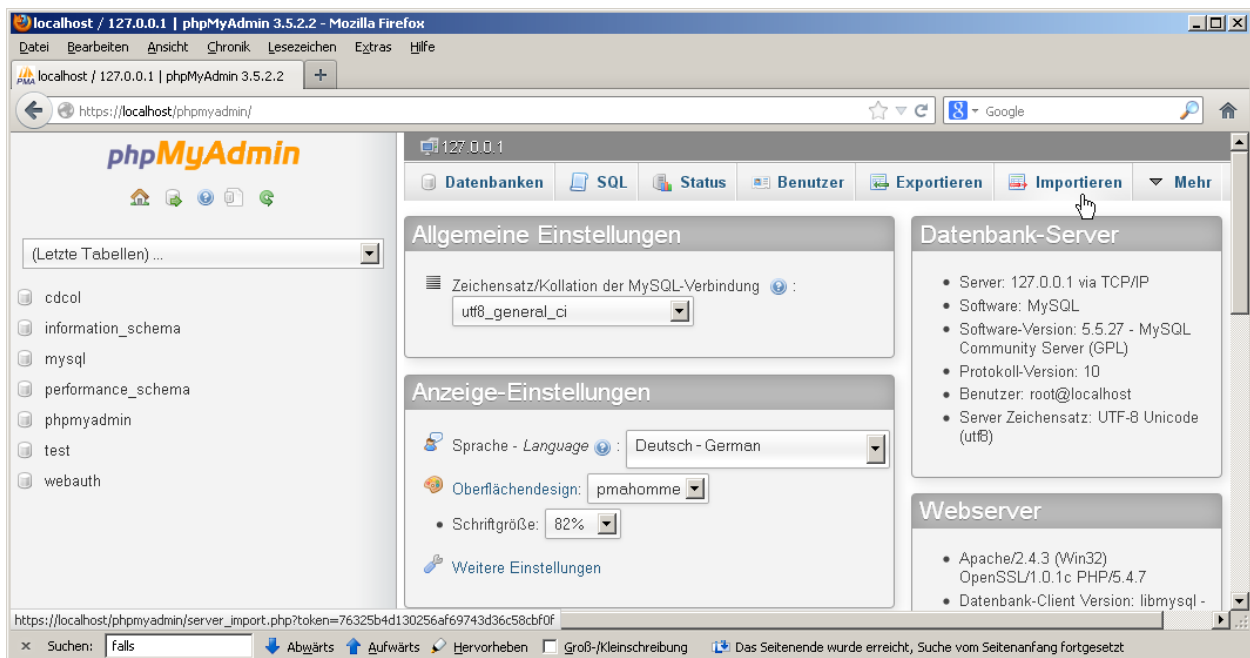 localhost / 127.0.0.1 | phpMyAdmin 3.5.2.2 - Mozilla Firefox
Datei Bearbeiten Ansicht Chronik Lesezeichen Extras Hilfe
PMA localhost / 127.0.0.1 | phpMyAdmin 3.5.2.2 +
https://localhost/phpmyadmin/
8 Google
phpMyAdmin
(Letzte Tabellen) ...
cdcol
information_schema
mysql
performance_schema
phpmyadmin
test
webauth
127.0.0.1
Datenbanken SQL Status Benutzer Exportieren Importieren Mehr
Allgemeine Einstellungen
Zeichensatz/Kollation der MySQL-Verbindung :
utf8_general_ci
Anzeige-Einstellungen
Sprache - Language : Deutsch - German
Oberflächendesign: pmahomme
• Schriftgröße: 82%
Weitere Einstellungen
Datenbank-Server
• Server: 127.0.0.1 via TCP/IP
• Software: MySQL
• Software-Version: 5.5.27 - MySQL
Community Server (GPL)
• Protokoll-Version: 10
• Benutzer: root@localhost
• Server Zeichensatz: UTF-8 Unicode
(utf8)
Webserver
• Apache/2.4.3 (Win32)
OpenSSL/1.0.1c PHP/5.4.7
• Datenbank-Client Version: libmysql -
https://localhost/phpmyadmin/server_import.php?token=76325b4d130256af69743d36c58cbf0f
× Suchen: falls Abwärts Aufwärts Hervorheben Groß-/Kleinschreibung Das Seitenende wurde erreicht, Suche vom Seitenanfang fortgesetzt